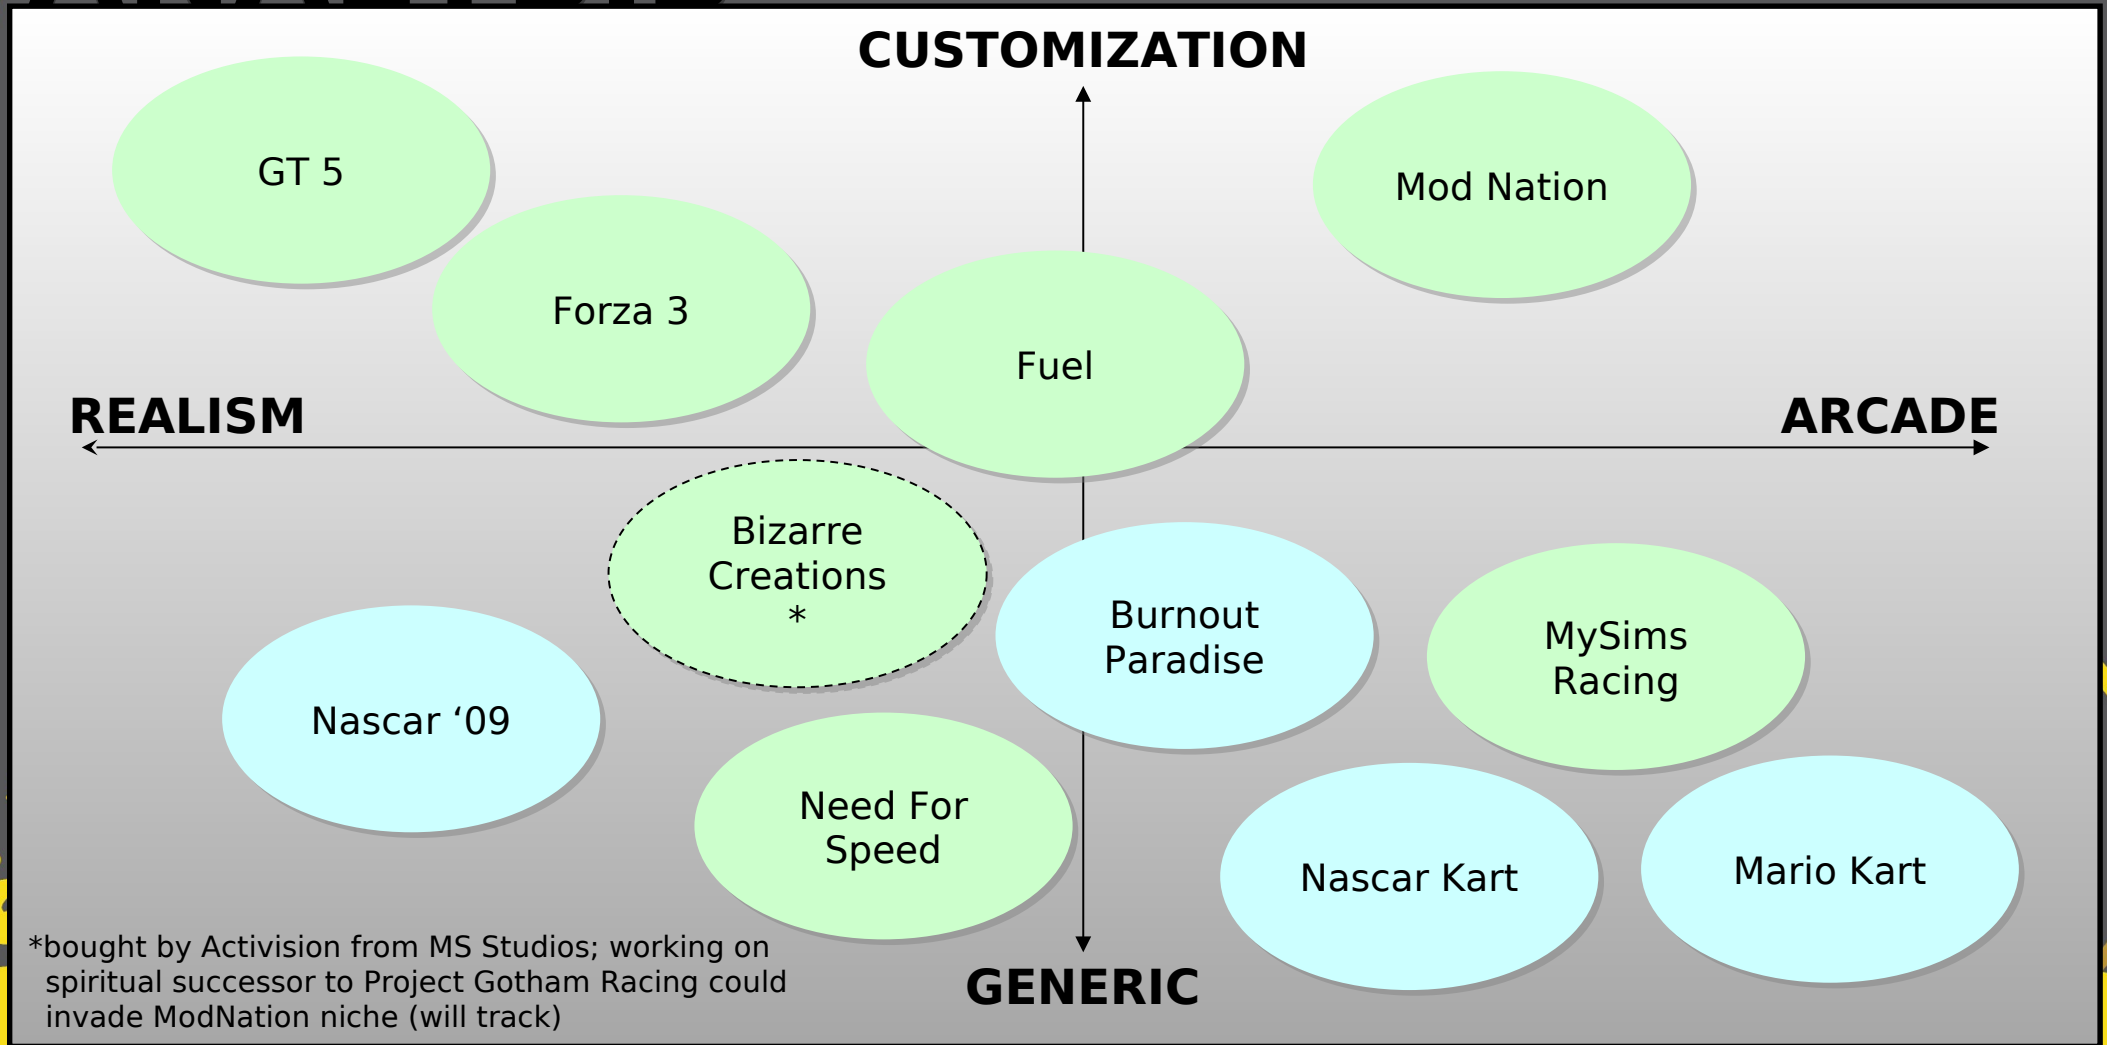 CUSTOMIZATION
GT 5
Mod Nation
Forza 3
Fuel
REALISM
ARCADE
Bizarre
Creations
*
Burnout
Paradise
MySims
Racing
Nascar ‘09
Need For
Speed
Nascar Kart
Mario Kart
*bought by Activision from MS Studios; working on
spiritual successor to Project Gotham Racing could
invade ModNation niche (will track)
GENERIC